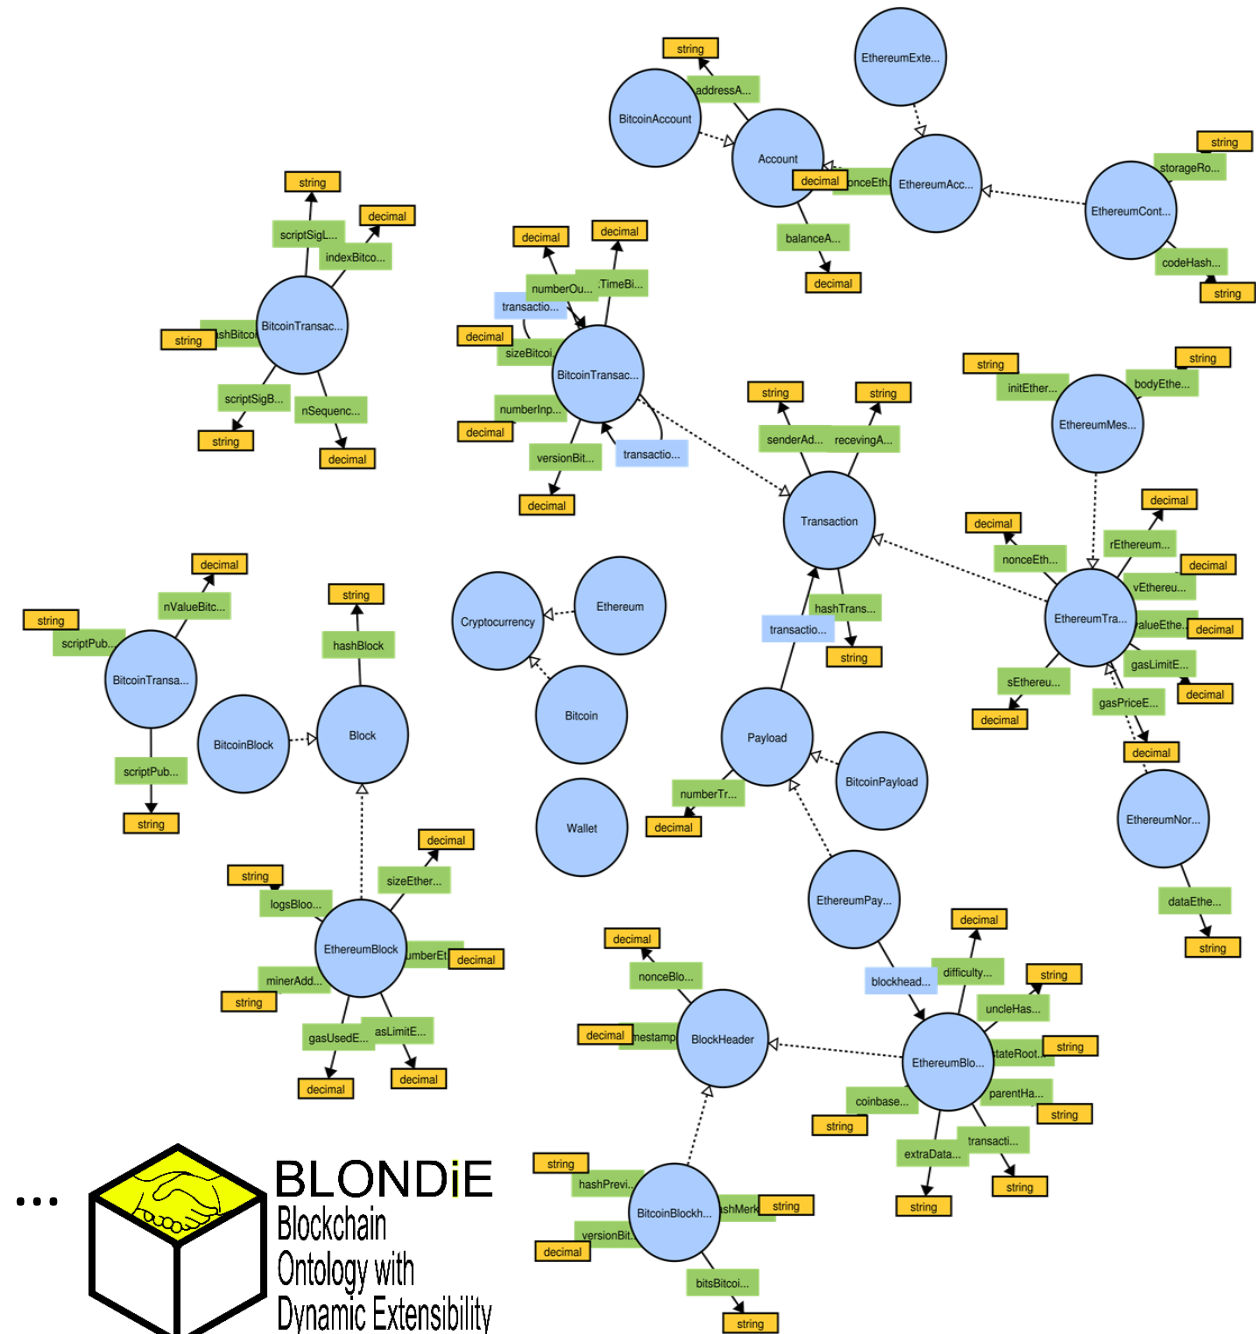 string
addressA...
BitcoinAccount
Account
decimal
balanceA...
decimal
EthereumExte...
onceEth...
EthereumAcc...
EthereumCont...
string
storageRo...
codeHash...
string
string
scriptSigL...
decimal
indexBitco...
BitcoinTransac...
string
ashBitcoi
scriptSigB...
string
nSequenc...
decimal
decimal
numberOu...
decimal
.TimeBi...
transactio...
decimal
sizeBitcoi..
BitcoinTransac...
numberInp...
decimal
versionBit...
decimal
transactio...
string
senderAd...
string
recevingA...
Transaction
hashTrans...
string
transactio...
string
initEther...
string
bodyEthe...
EthereumMes...
decimal
nonceEth...
decimal
rEthereum...
decimal
vEthereu...
alueEthe...
decimal
EthereumTra...
gasLimitE...
decimal
sEthereu...
decimal
gasPriceE...
decimal
EthereumNor...
dataEthe...
string
decimal
nValueBitc...
string
scriptPub...
BitcoinTransa...
scriptPub...
string
string
hashBlock
BitcoinBlock
Block
Cryptocurrency
Ethereum
Bitcoin
Wallet
Payload
numberTr...
decimal
BitcoinPayload
EthereumPay...
blockhead...
decimal
sizeEther...
string
logsBloo...
EthereumBlock
umberEt..
decimal
minerAdd...
string
gasUsedE...
decimal
asLimitE...
decimal
decimal
nonceBlo...
decimal
mestamp
BlockHeader
decimal
difficulty...
string
uncleHas...
EthereumBlo...
tateRoot...
string
parentHa...
string
coinbase...
string
extraData...
string
transacti...
string
string
hashPrevi..
BitcoinBlockh...
ashMerk
string
versionBit..
decimal
bitsBitcoi...
string
...
BLONDiE
Blockchain
Ontology with
Dynamic Extensibility